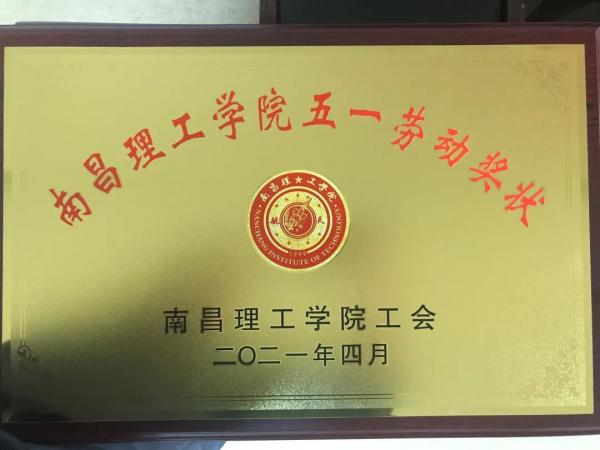 南昌理工学院五一劳动奖状
南昌理★工学院
NANCHANG INSTITUTE OF TECHNOLOGY
1999
南昌理工学院工会
二〇二一年四月